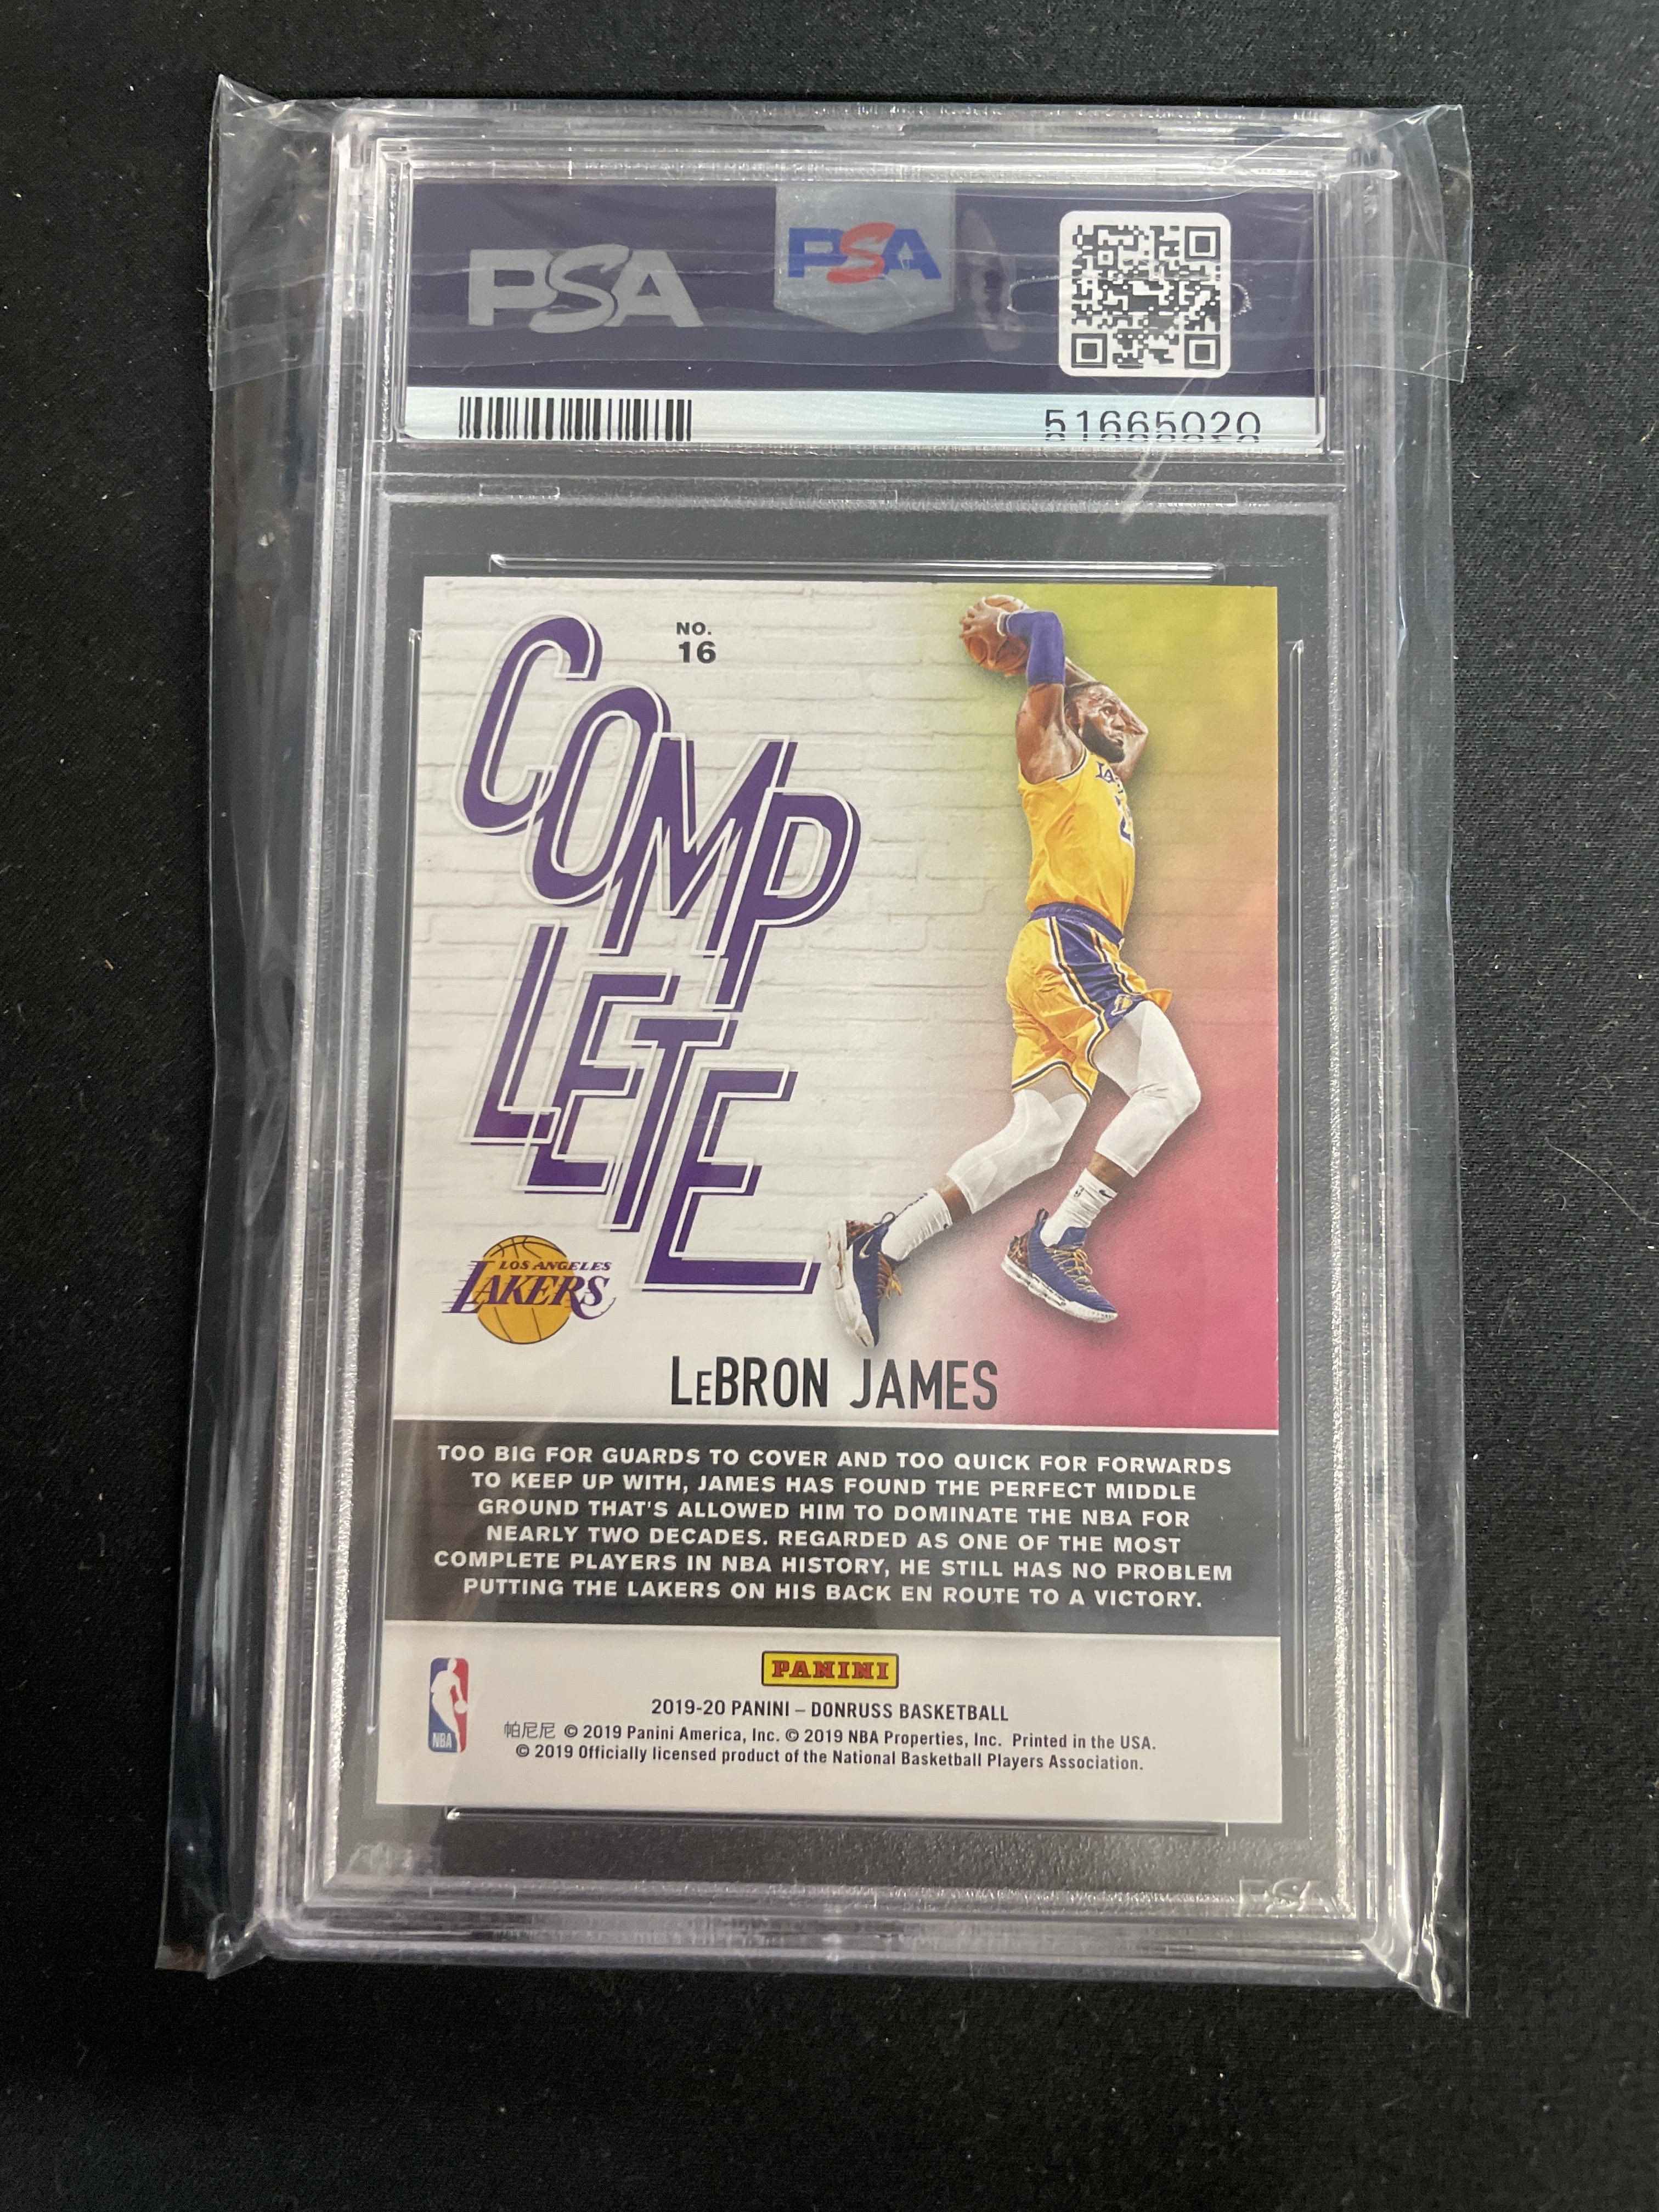 PSA
PSA
51665020
NO.
16
COMP
LETE
LOS ANGELES
LAKERS
LA
LeBRON JAMES
TOO BIG FOR GUARDS TO COVER AND TOO QUICK FOR FORWARDS
TO KEEP UP WITH, JAMES HAS FOUND THE PERFECT MIDDLE
GROUND THAT'S ALLOWED HIM TO DOMINATE THE NBA FOR
NEARLY TWO DECADES. REGARDED AS ONE OF THE MOST
COMPLETE PLAYERS IN NBA HISTORY, HE STILL HAS NO PROBLEM
PUTTING THE LAKERS ON HIS BACK EN ROUTE TO A VICTORY.
PANINI
NBA
2019-20 PANINI – DONRUSS BASKETBALL
帕尼尼 © 2019 Panini America, Inc. © 2019 NBA Properties, Inc. Printed in the USA.
© 2019 Officially licensed product of the National Basketball Players Association.
PSA